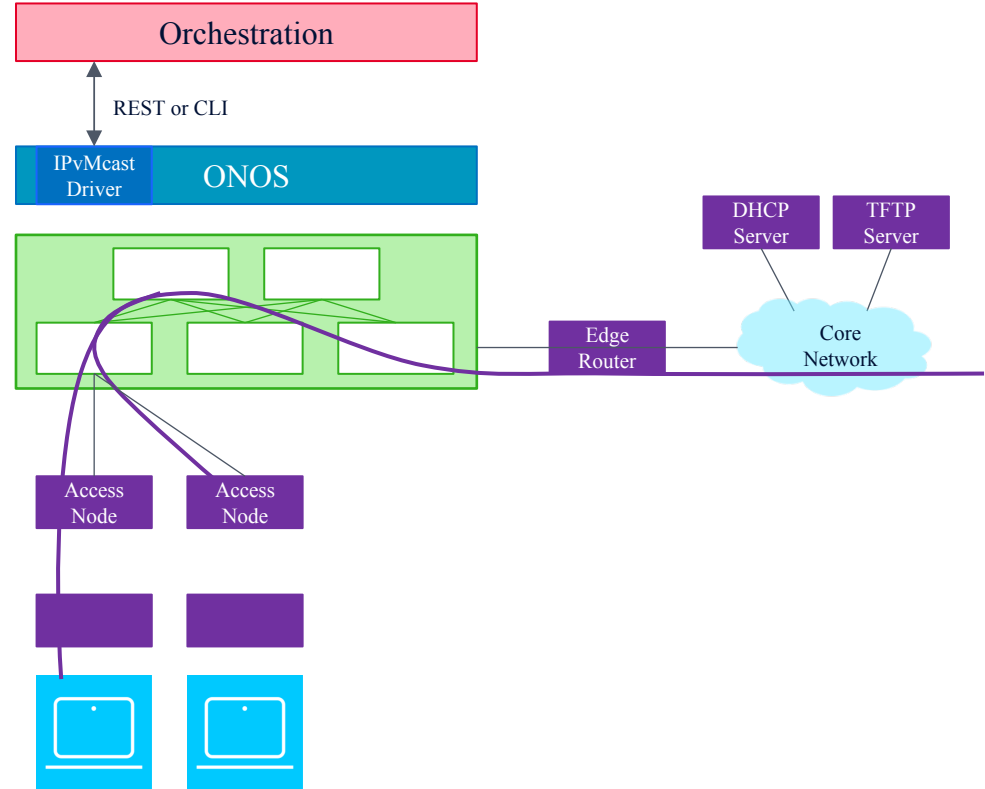 Orchestration
REST or CLI
IPvMcast
Driver
ONOS
DHCP
Server
TFTP
Server
Edge
Router
Core
Network
Access
Node
Access
Node